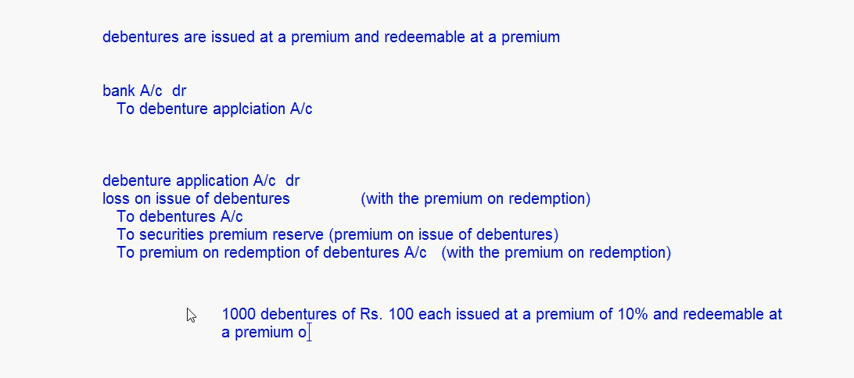 debentures are issued at a premium and redeemable at a premium
bank A/c dr
To debenture applciation A/c
debenture application A/c dr
loss on issue of debentures (with the premium on redemption)
To debentures A/c
To securities premium reserve (premium on issue of debentures)
To premium on redemption of debentures A/c (with the premium on redemption)
1000 debentures of Rs. 100 each issued at a premium of 10% and redeemable at
a premium o